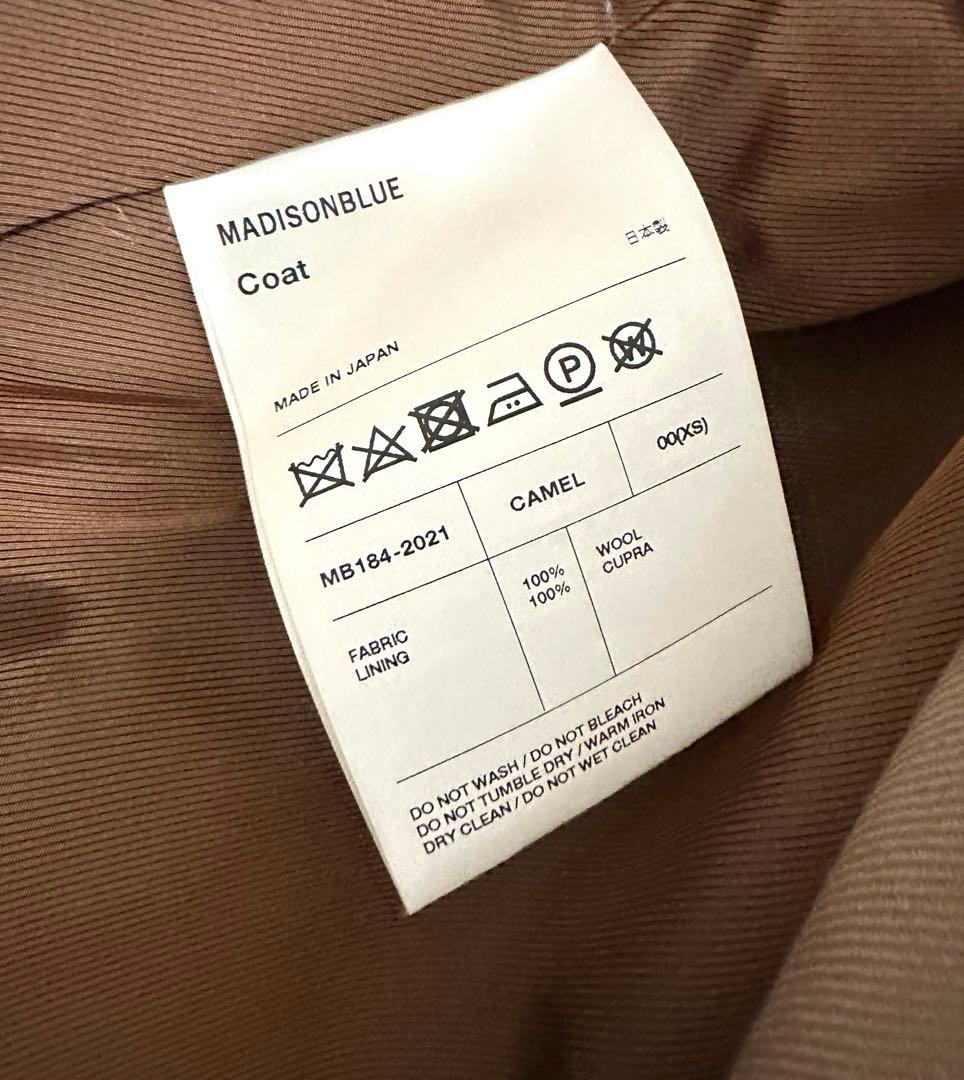 MADISONBLUE
Coat
日本製
MADE IN JAPAN
P
W
MB184-2021
CAMEL
00(XS)
FABRIC 100% WOOL
LINING 100% CUPRA
DO NOT WASH / DO NOT BLEACH
DO NOT TUMBLE DRY / WARM IRON
DRY CLEAN / DO NOT WET CLEAN